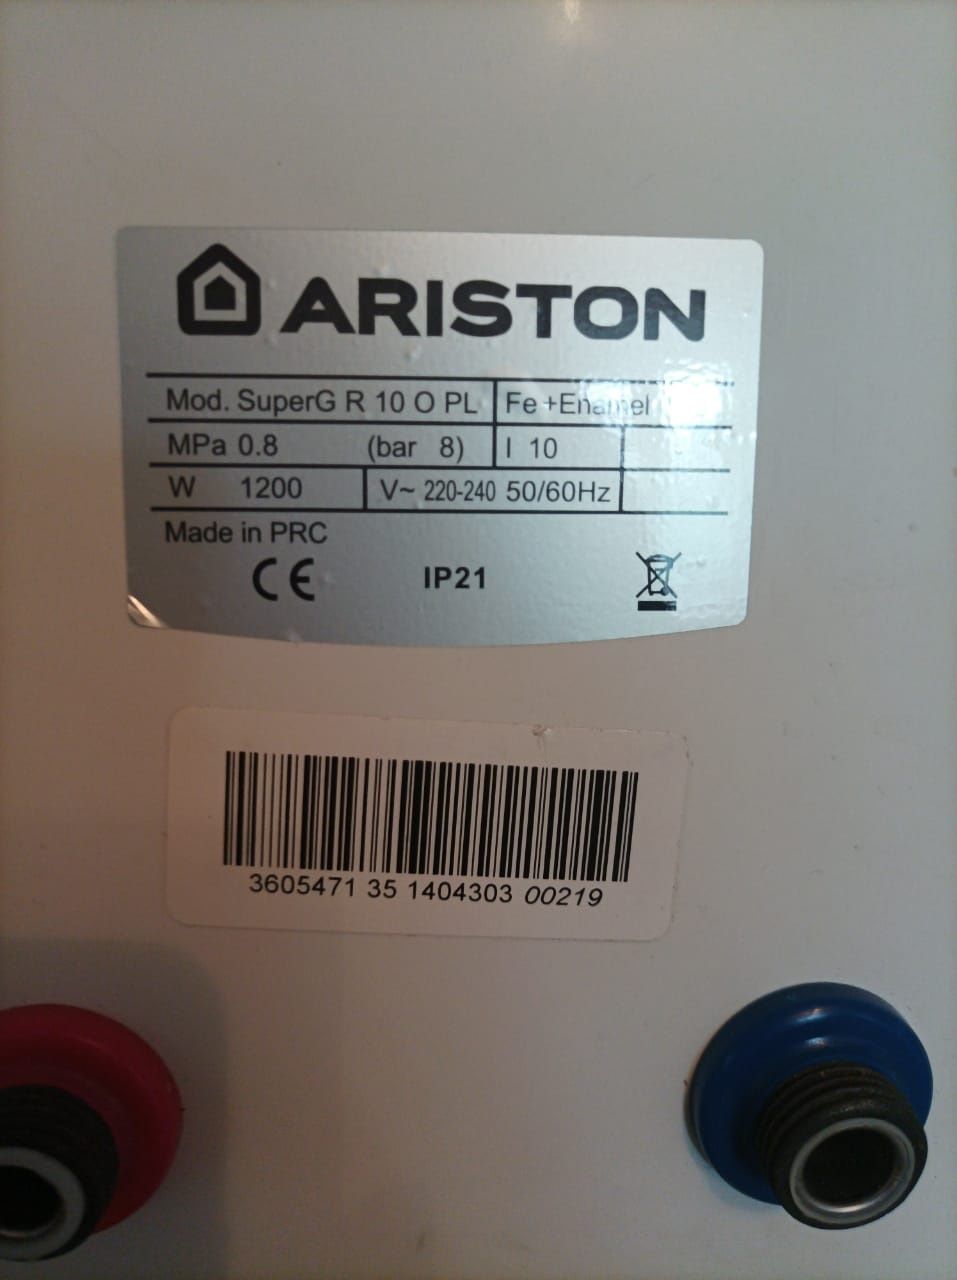 ARISTON
Mod. SuperG R 10 O PL Fe+Enamel
MPa 0.8 (bar 8) l 10
W 1200 V~ 220-240 50/60Hz
Made in PRC
CE IP21
3605471 35 1404303 00219